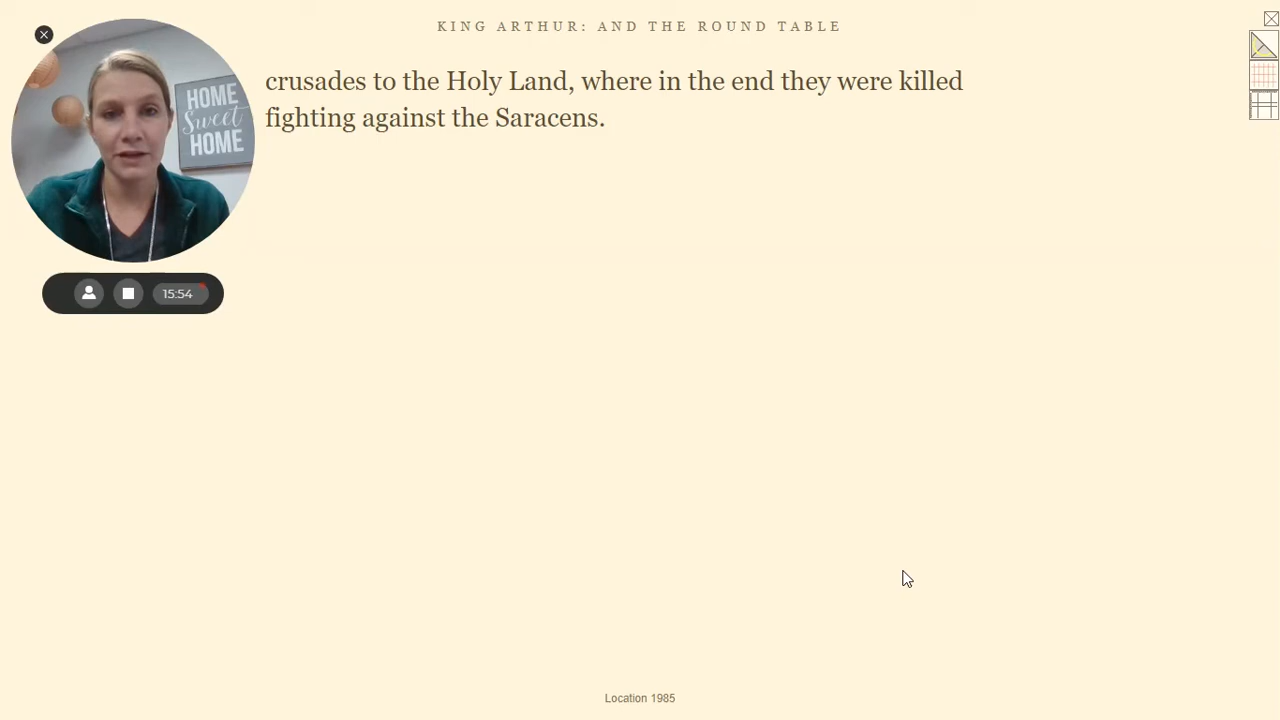 KING ARTHUR: AND THE ROUND TABLE
crusades to the Holy Land, where in the end they were killed
fighting against the Saracens.
HOME
Sweet
HOME
15:54
Location 1985